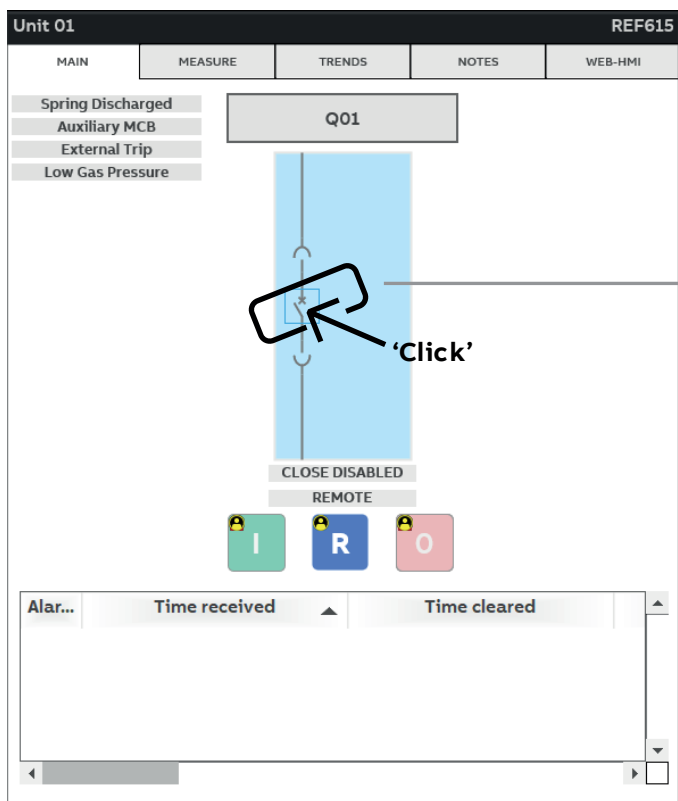 Unit 01 REF615
MAIN MEASURE TRENDS NOTES WEB-HMI
Spring Discharged
Auxiliary MCB
External Trip
Low Gas Pressure
Q01
‘Click’
CLOSE DISABLED
REMOTE
I R O
Alar... Time received Time cleared